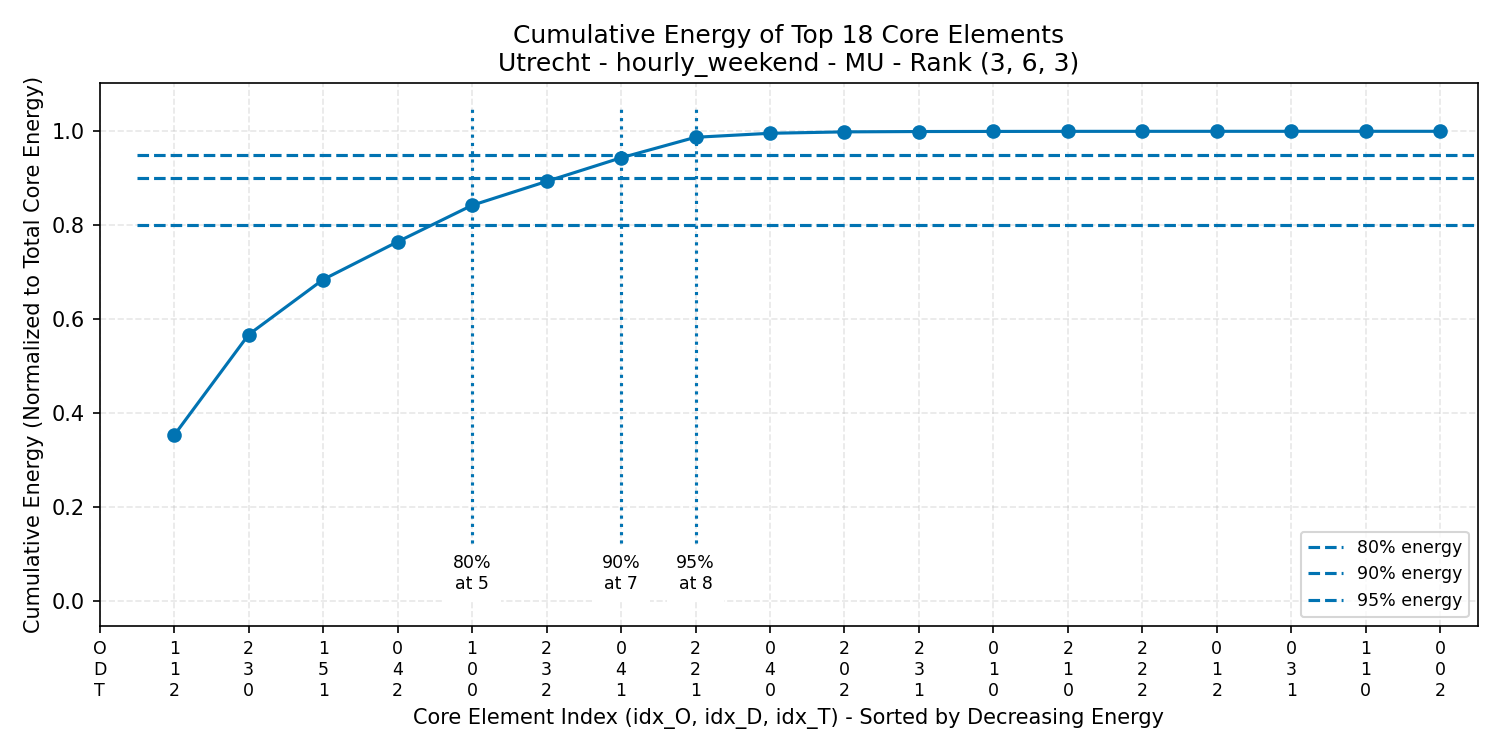 Cumulative Energy of Top 18 Core Elements
Utrecht - hourly_weekend - MU - Rank (3, 6, 3)
Cumulative Energy (Normalized to Total Core Energy)
1.0
0.8
0.6
0.4
0.2
0.0
80%
at 5
90%
at 7
95%
at 8
80% energy
90% energy
95% energy
O 1 2 1 0 1 2 0 2 0 2 2 0 2 2 0 0 1 0
D 1 3 5 4 0 3 4 2 4 0 3 1 1 2 1 3 1 0
T 2 0 1 2 0 2 1 1 0 2 1 0 0 2 2 1 0 2
Core Element Index (idx_O, idx_D, idx_T) - Sorted by Decreasing Energy